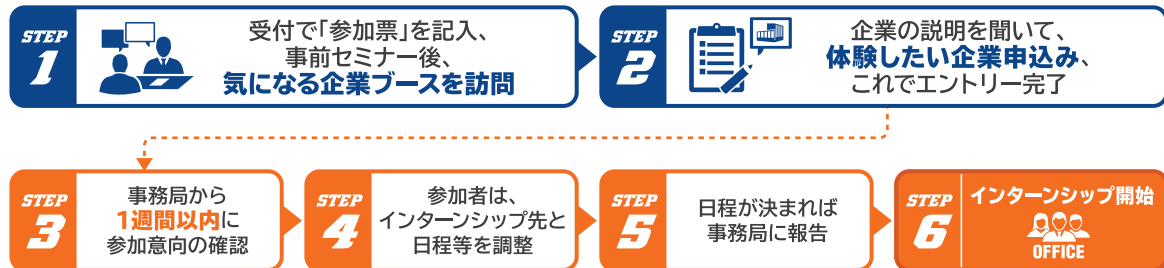 STEP
1
受付で「参加票」を記入、
事前セミナー後、
気になる企業ブースを訪問
STEP
2
企業の説明を聞いて、
体験したい企業申込み、
これでエントリー完了
STEP
3
事務局から
1週間以内に
参加意向の確認
STEP
4
参加者は、
インターンシップ先と
日程等を調整
STEP
5
日程が決まれば
事務局に報告
STEP
6
インターンシップ開始
OFFICE